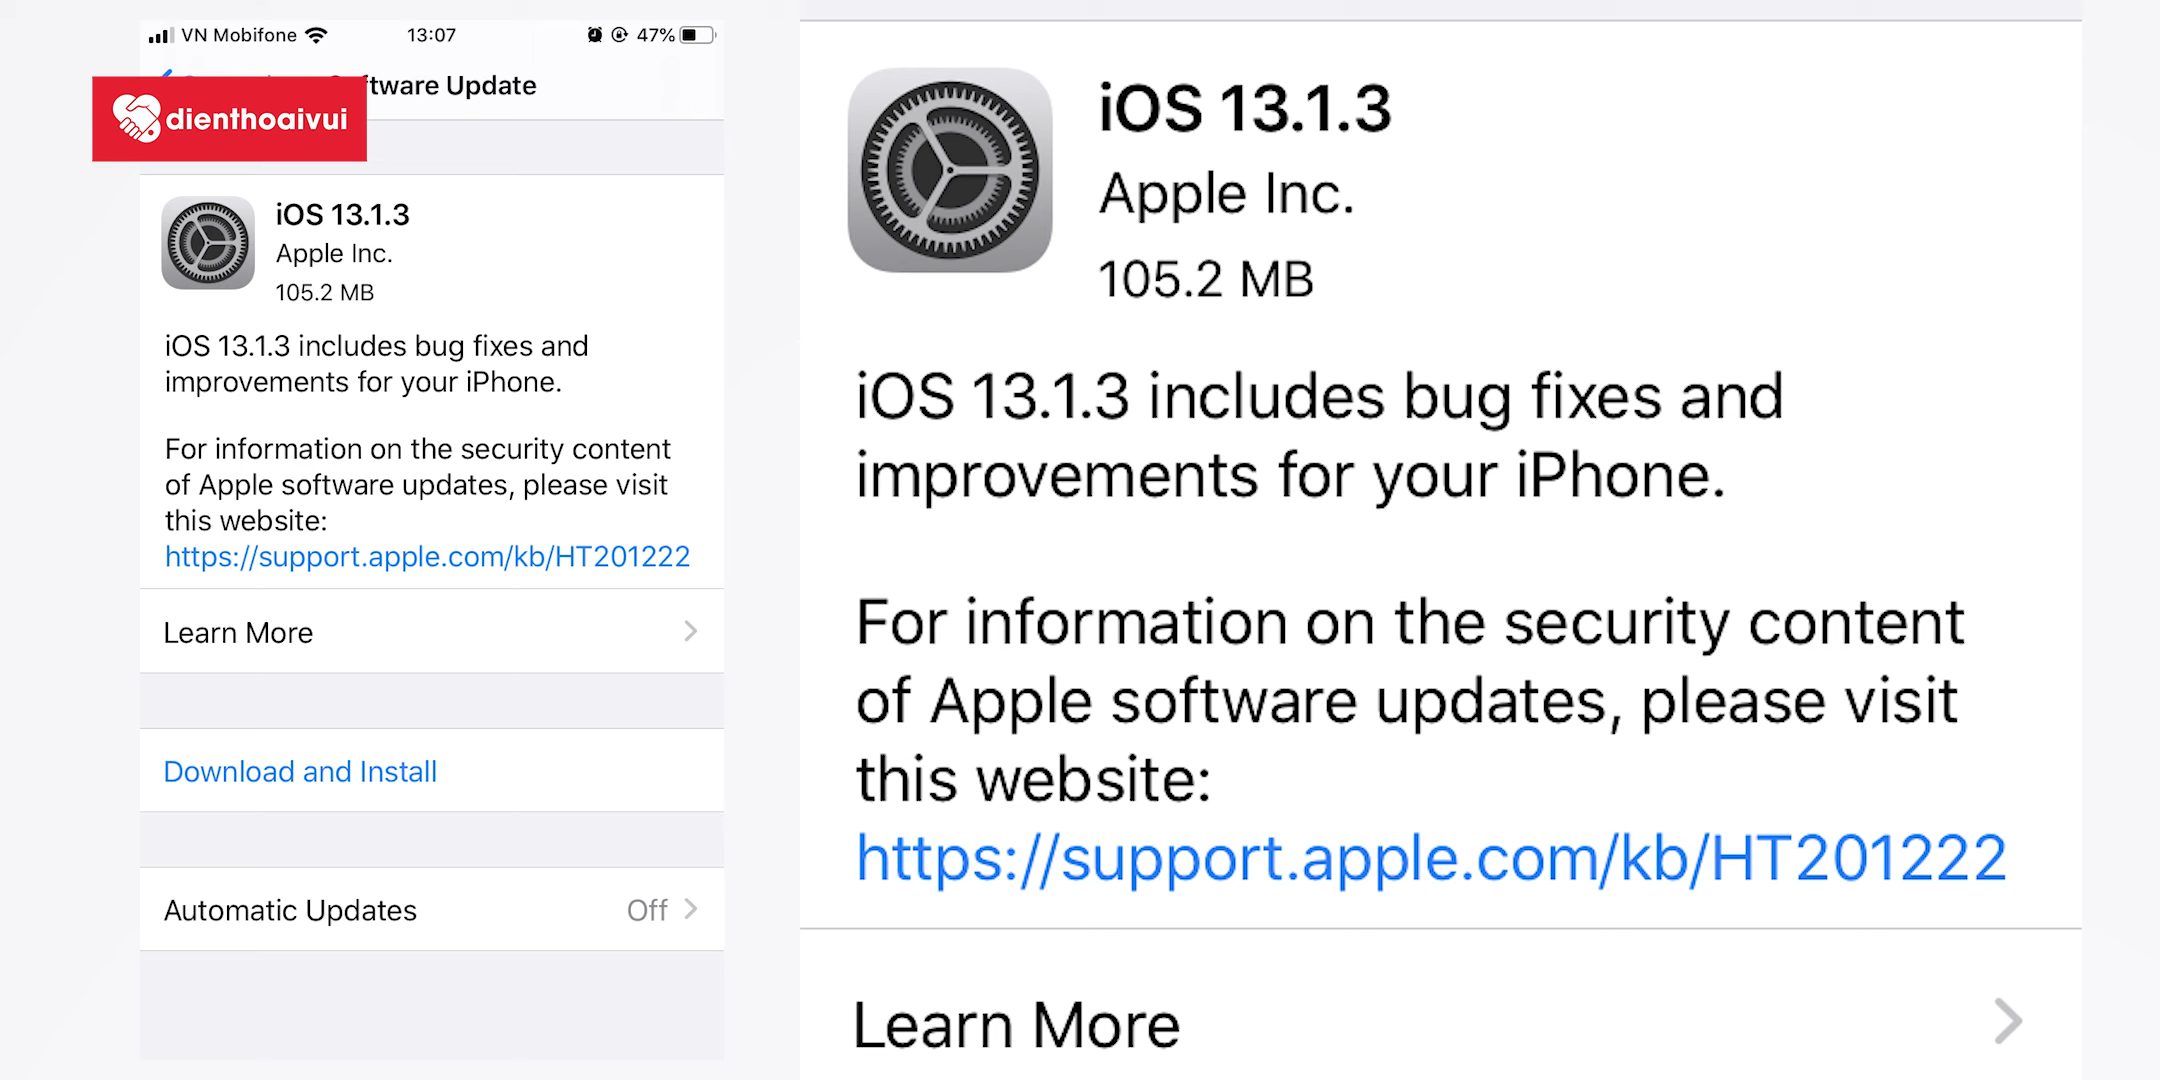 VN Mobifone
13:07
47%
tware Update
dienthoaivui
iOS 13.1.3
Apple Inc.
105.2 MB
iOS 13.1.3 includes bug fixes and
improvements for your iPhone.
For information on the security content
of Apple software updates, please visit
this website:
https://support.apple.com/kb/HT201222
Learn More
Download and Install
Automatic Updates
Off
iOS 13.1.3
Apple Inc.
105.2 MB
iOS 13.1.3 includes bug fixes and
improvements for your iPhone.
For information on the security content
of Apple software updates, please visit
this website:
https://support.apple.com/kb/HT201222
Learn More